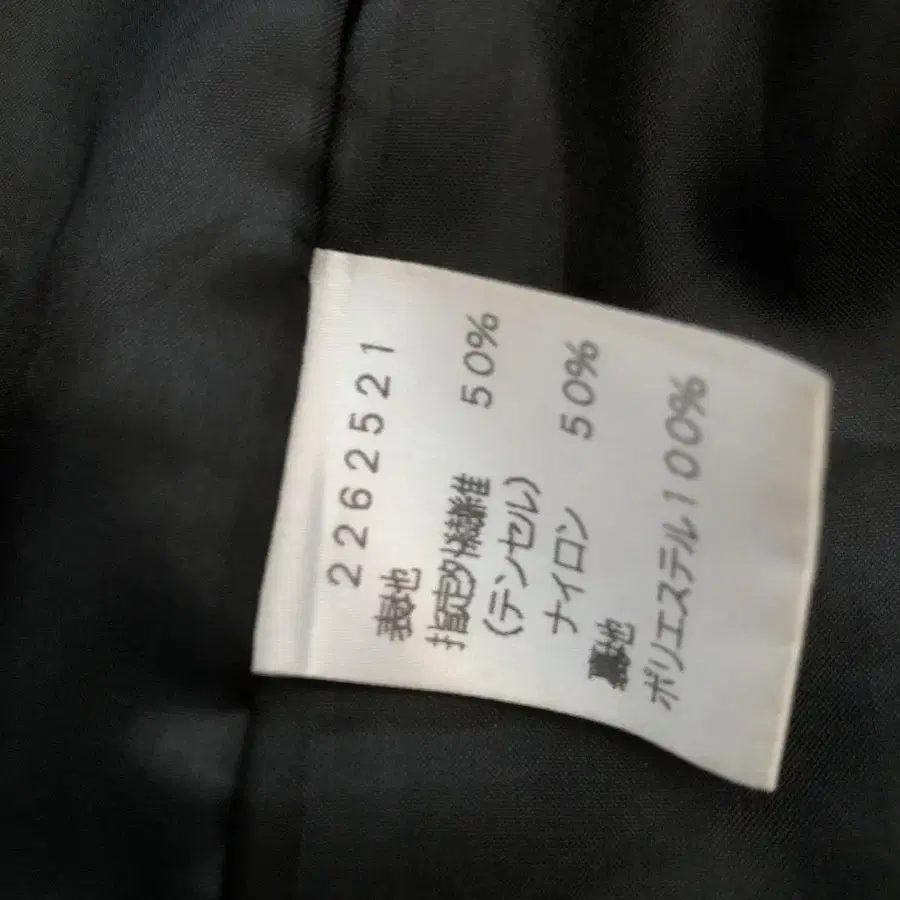 2262521
表地
指定外繊維 50%
(テンセル)
ナイロン 50%
裏地
ポリエステル100%